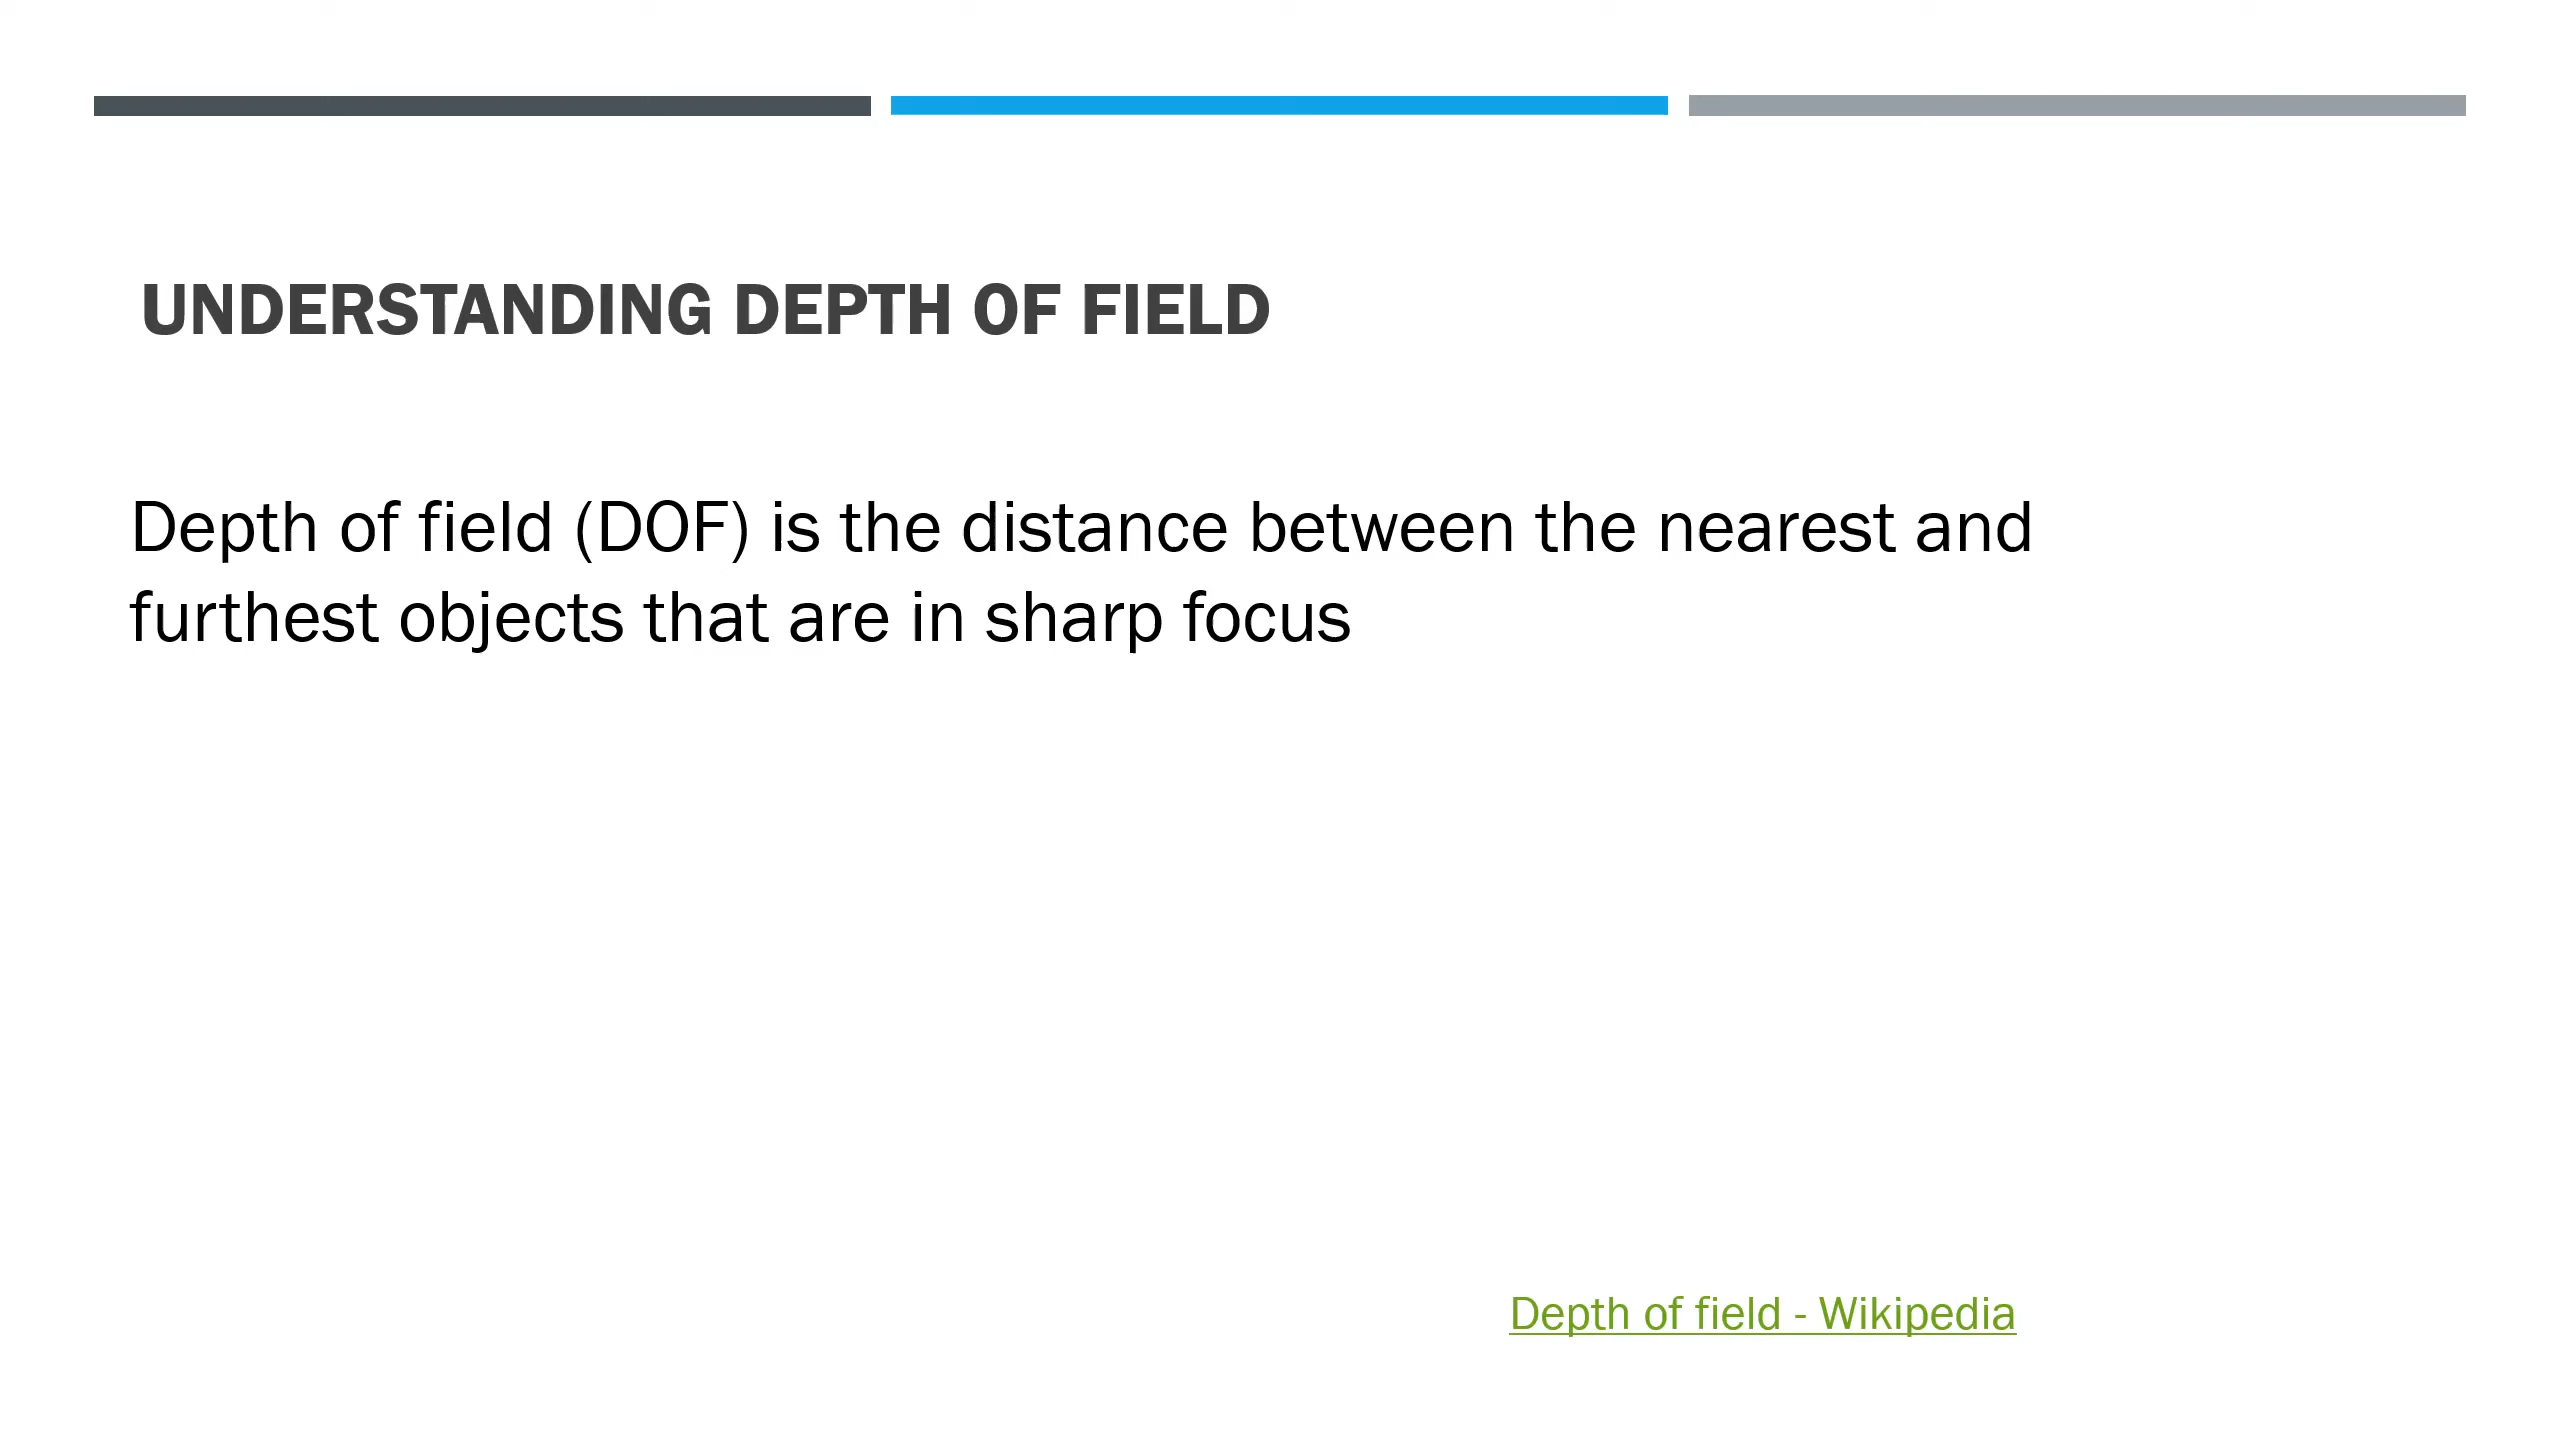 UNDERSTANDING DEPTH OF FIELD
Depth of field (DOF) is the distance between the nearest and
furthest objects that are in sharp focus
Depth of field - Wikipedia